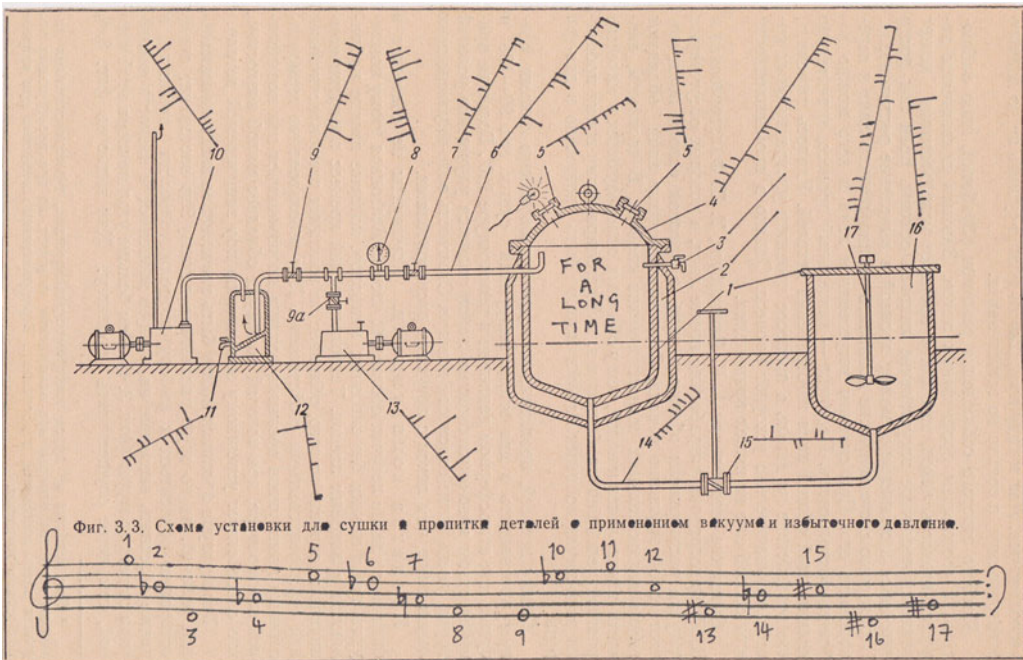 10 9 8 7 6 5 5 4 17 16
3
2
1
FOR
A
LONG
TIME
9а
11 12 13 14 15
Фиг. 3.3. Схема установки для сушки и пропитки деталей с применением вакуума и избыточного давления.
1 2 3 4 5 6 7 8 9 10 11 12 13 14 15 16 17